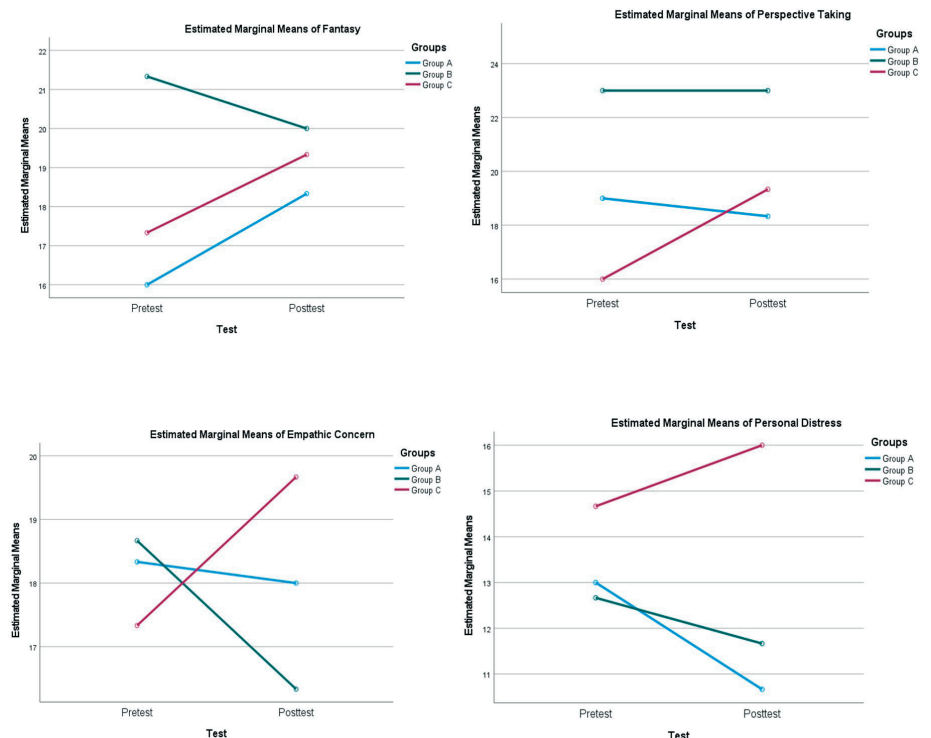 Estimated Marginal Means of Fantasy
Groups
Group A
Group B
Group C
Estimated Marginal Means
22
21
20
19
18
17
16
Pretest
Posttest
Test
Estimated Marginal Means of Perspective Taking
Groups
Group A
Group B
Group C
Estimated Marginal Means
24
22
20
18
16
Pretest
Posttest
Test
Estimated Marginal Means of Empathic Concern
Groups
Group A
Group B
Group C
Estimated Marginal Means
20
19
18
17
Pretest
Posttest
Test
Estimated Marginal Means of Personal Distress
Groups
Group A
Group B
Group C
Estimated Marginal Means
16
15
14
13
12
11
Pretest
Posttest
Test